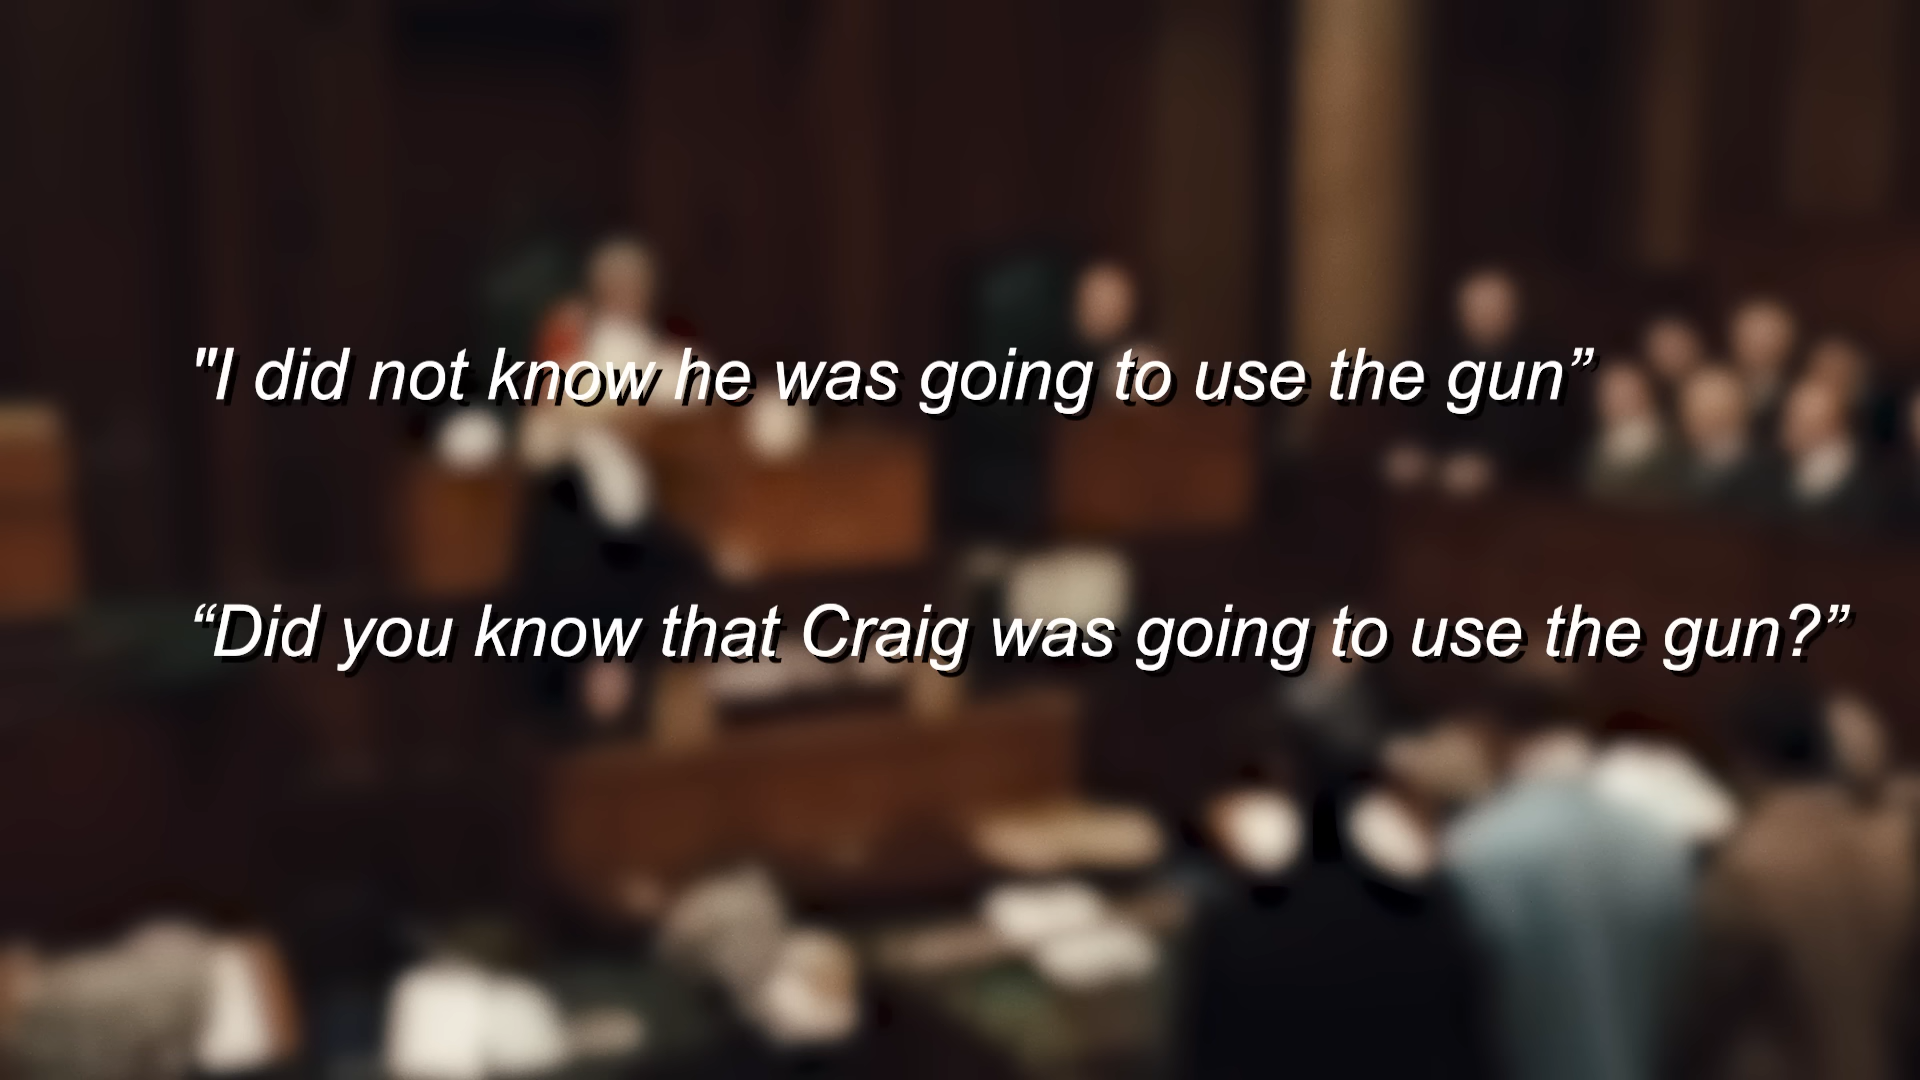 "I did not know he was going to use the gun”
“Did you know that Craig was going to use the gun?”